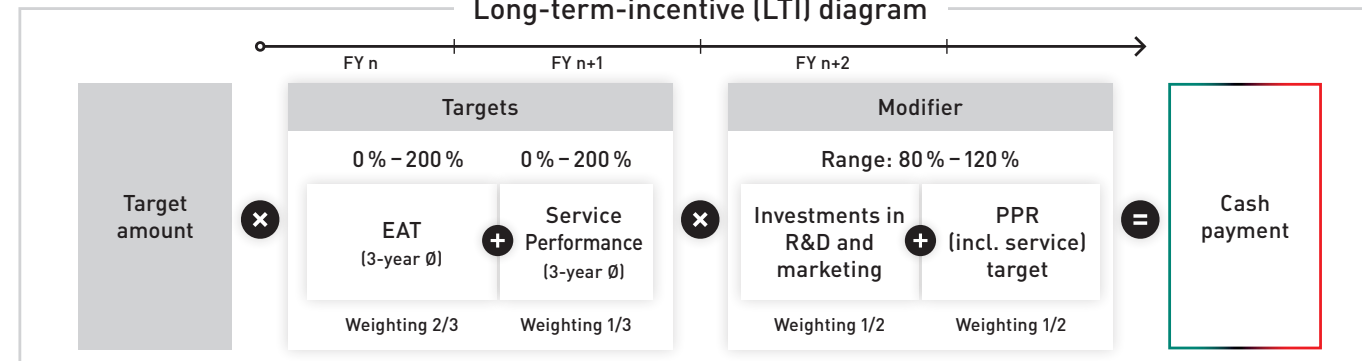 Long-term-incentive (LTI) diagram
FY n
FY n+1
FY n+2
Target
amount
×
Targets
0 % – 200 %
0 % – 200 %
EAT
(3-year Ø)
+
Service
Performance
(3-year Ø)
Weighting 2/3
Weighting 1/3
×
Modifier
Range: 80 % – 120 %
Investments in
R&D and
marketing
+
PPR
(incl. service)
target
Weighting 1/2
Weighting 1/2
=
Cash
payment